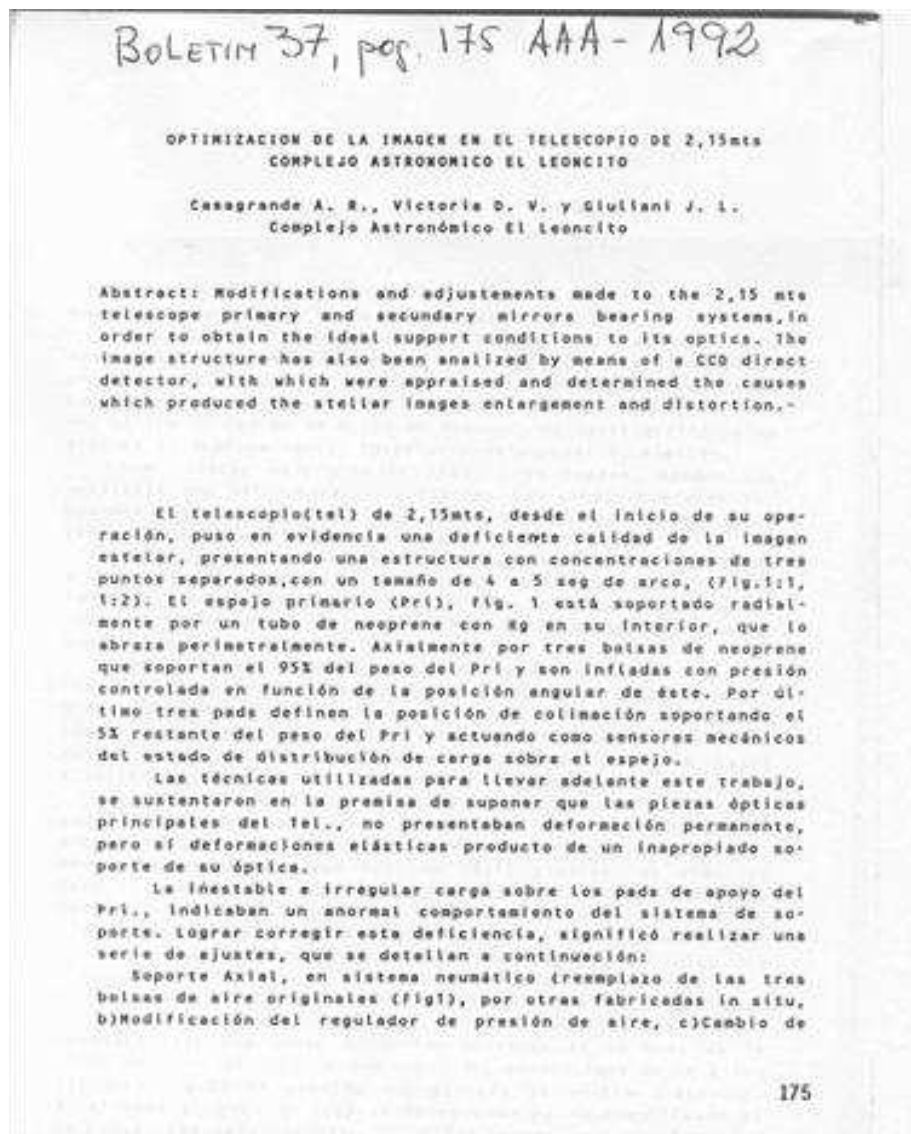 BOLETIN 37, pag. 175 AAA - 1992
OPTIMIZACION DE LA IMAGEN EN EL TELESCOPIO DE 2,15mts
COMPLEJO ASTRONOMICO EL LEONCITO
Casagrande A. R., Victoria D. V. y Giuliani J. L.
Complejo Astronómico El Leoncito
Abstract: Modifications and adjustements made to the 2,15 mts
telescope primary and secundary mirrors bearing systems,in
order to obtain the ideal support conditions to its optics. The
image structure has also been analized by means of a CCD direct
detector, with which were appraised and determined the causes
which produced the stellar images enlargement and distortion.-
El telescopio(tel) de 2,15mts, desde el inicio de su ope-
ración, puso en evidencia una deficiente calidad de la imagen
estelar, presentando una estructura con concentraciones de tres
puntos separados,con un tamaño de 4 a 5 seg de arco, (Fig.1:1,
1:2). El espejo primario (Pri), fig. 1 está soportado radial-
mente por un tubo de neoprene con Hg en su interior, que lo
abraza perimetralmente. Axialmente por tres bolsas de neoprene
que soportan el 95% del peso del Pri y son infladas con presión
controlada en función de la posición angular de éste. Por úl-
timo tres pads definen la posición de colimación soportando el
5% restante del peso del Pri y actuando como sensores mecánicos
del estado de distribución de carga sobre el espejo.
Las técnicas utilizadas para llevar adelante este trabajo,
se sustentaron en la premisa de suponer que las piezas ópticas
principales del Tel., no presentaban deformación permanente,
pero sí deformaciones elásticas producto de un inapropiado so-
porte de su óptica.
La inestable e irregular carga sobre los pads de apoyo del
Pri., indicaban un anormal comportamiento del sistema de so-
porte. Lograr corregir esta deficiencia, significó realizar una
serie de ajustes, que se detallan a continuación:
Soporte Axial, en sistema neumático (reemplazo de las tres
bolsas de aire originales (Fig1), por otras fabricadas in situ,
b)Modificación del regulador de presión de aire, c)Cambio de
175